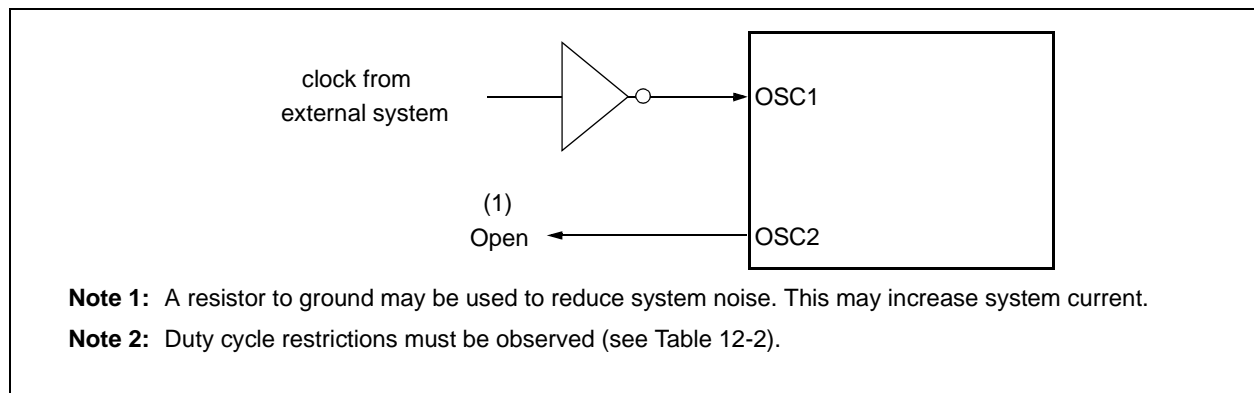 clock from
external system
OSC1
(1)
Open
OSC2
Note 1: A resistor to ground may be used to reduce system noise. This may increase system current.
Note 2: Duty cycle restrictions must be observed (see Table 12-2).